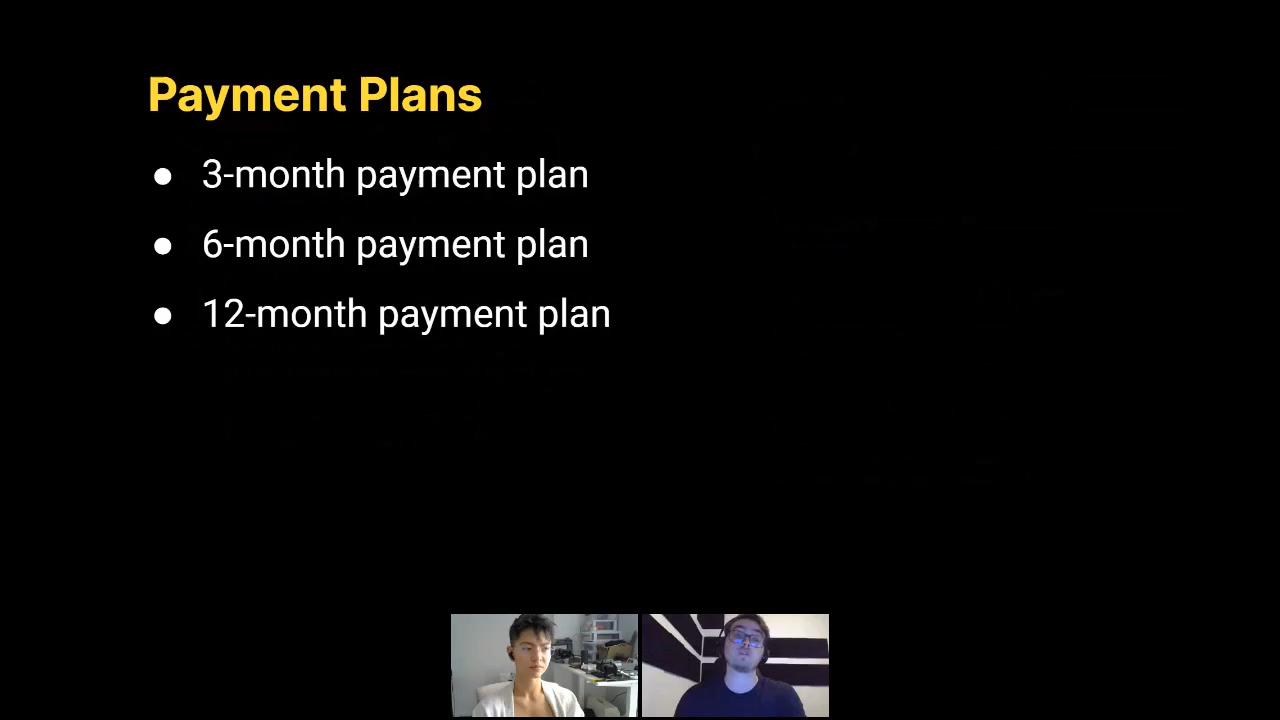 Payment Plans
● 3-month payment plan
● 6-month payment plan
● 12-month payment plan